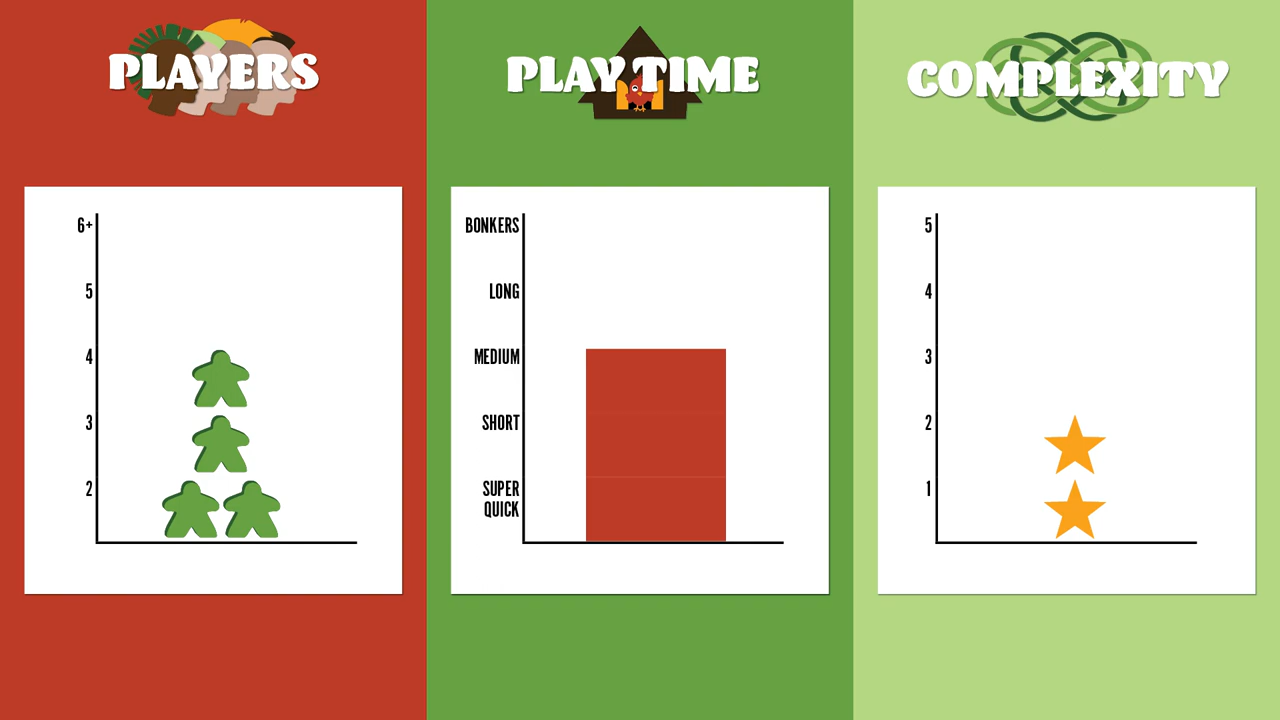 PLAYERS
6+
5
4
3
2
PLAY TIME
BONKERS
LONG
MEDIUM
SHORT
SUPER
QUICK
COMPLEXITY
5
4
3
2
1